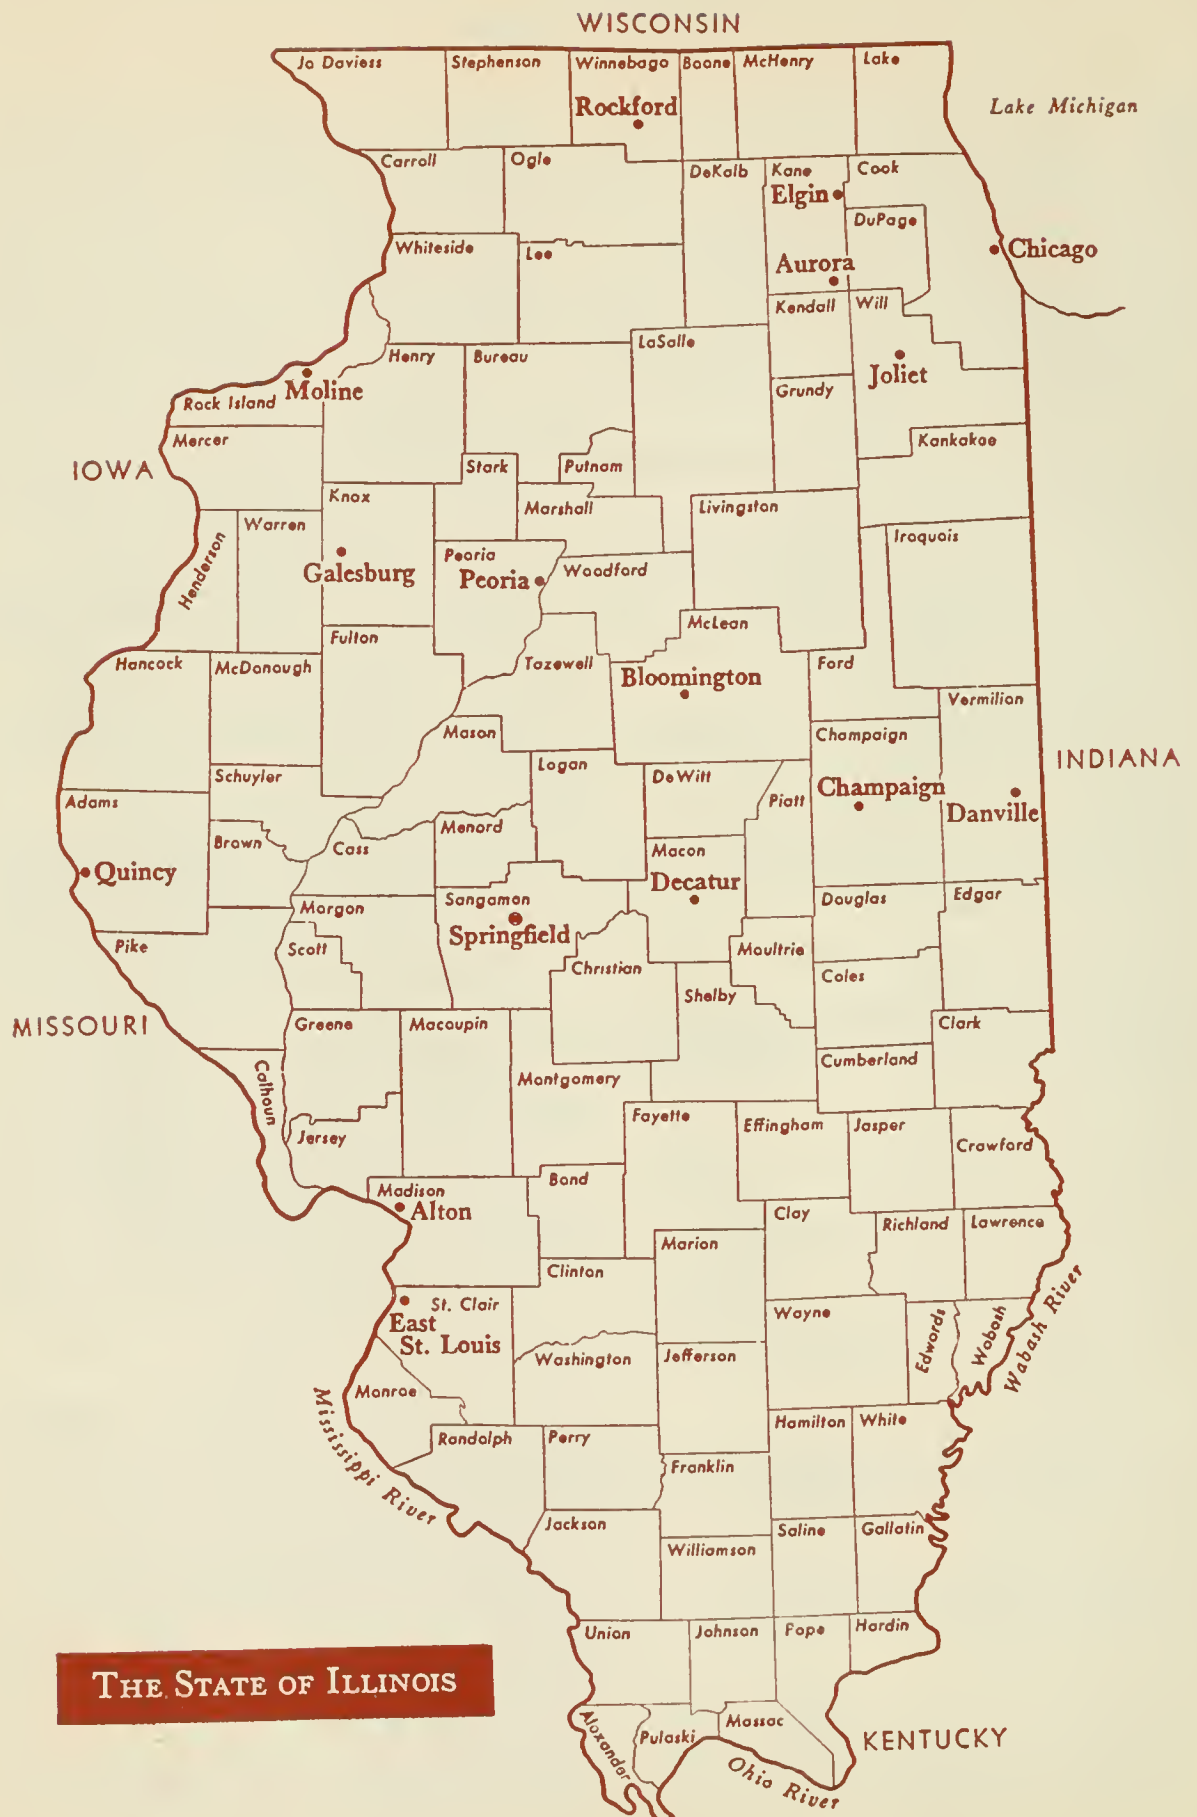 WISCONSIN
Jo Daviess
Stephenson
Winnebago
Boone
McHenry
Lake
Rockford
Lake Michigan
Carroll
Ogle
DeKalb
Kane
Cook
Elgin
DuPage
Whiteside
Lee
Chicago
Aurora
Kendall
Will
Henry
Bureau
LaSalle
Joliet
Moline
Rock Island
Grundy
Mercer
Kankakee
IOWA
Stark
Putnam
Knox
Marshall
Livingston
Warren
Henderson
Iroquois
Galesburg
Peoria
Peoria
Woodford
McLean
Fulton
Hancock
McDonough
Tazewell
Bloomington
Ford
Vermilion
Mason
Champaign
INDIANA
Logan
DeWitt
Schuyler
Piatt
Champaign
Danville
Adams
Menard
Brown
Cass
Macon
Quincy
Decatur
Morgan
Sangamon
Douglas
Edgar
Springfield
Pike
Scott
Christian
Moultrie
Coles
Shelby
MISSOURI
Greene
Macoupin
Clark
Calhoun
Montgomery
Cumberland
Fayette
Effingham
Jasper
Jersey
Crawford
Madison
Bond
Alton
Clay
Richland
Lawrence
Marion
Clinton
St. Clair
East
St. Louis
Wayne
Edwards
Wabash
Wabash River
Washington
Jefferson
Monroe
Mississippi River
Randolph
Perry
Hamilton
White
Franklin
Jackson
Saline
Gallatin
Williamson
Union
Johnson
Pope
Hardin
THE STATE OF ILLINOIS
Alexander
Pulaski
Massac
KENTUCKY
Ohio River